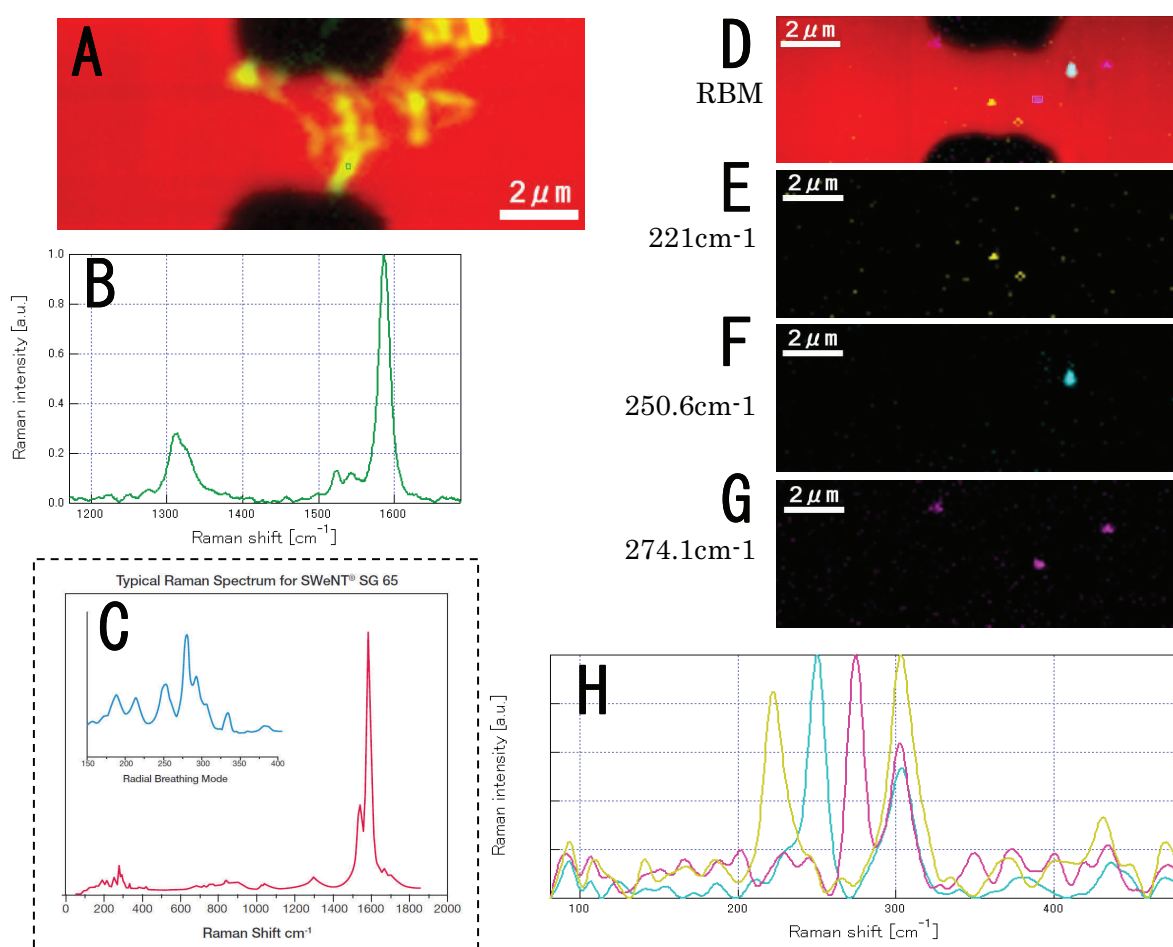 A
2μm
B
Raman intensity [a.u.]
1.0
0.8
0.6
0.4
0.2
0.0
1200
1300
1400
1500
1600
Raman shift [cm⁻¹]
Typical Raman Spectrum for SWeNT® SG 65
C
150
200
250
300
350
400
Radial Breathing Mode
0
200
400
600
800
1000
1200
1400
1600
1800
2000
Raman Shift cm-1
D
RBM
2μm
E
221cm-1
2μm
F
250.6cm-1
2μm
G
274.1cm-1
2μm
H
Raman intensity [a.u.]
100
200
300
400
Raman shift [cm⁻¹]